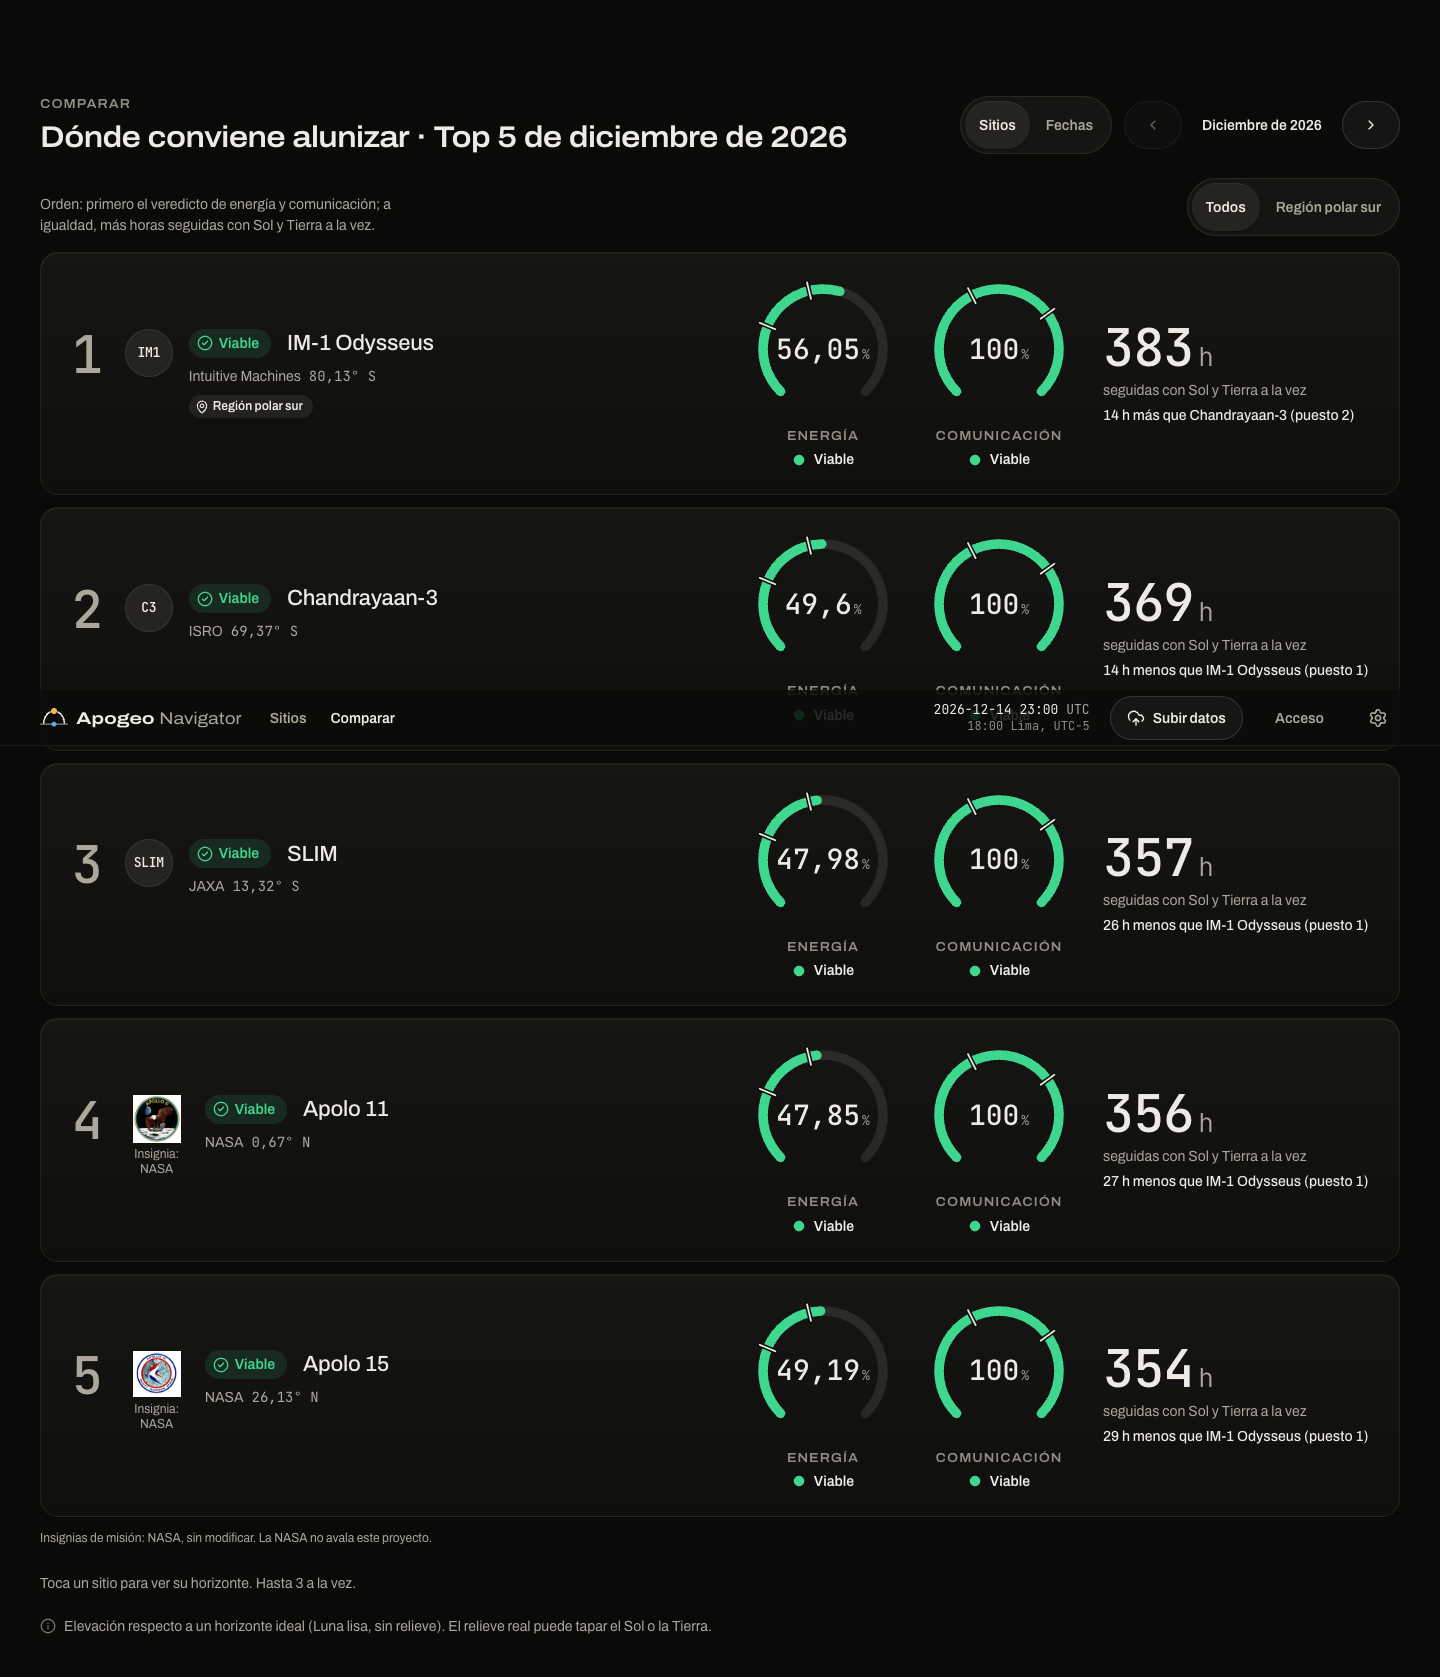 COMPARAR
Dónde conviene alunizar · Top 5 de diciembre de 2026
Sitios
Fechas
Diciembre de 2026
Orden: primero el veredicto de energía y comunicación; a
igualdad, más horas seguidas con Sol y Tierra a la vez.
Todos
Región polar sur
1
IM1
Viable
IM-1 Odysseus
Intuitive Machines 80,13° S
Región polar sur
56,05%
ENERGÍA
Viable
100%
COMUNICACIÓN
Viable
383 h
seguidas con Sol y Tierra a la vez
14 h más que Chandrayaan-3 (puesto 2)
2
C3
Viable
Chandrayaan-3
ISRO 69,37° S
49,6%
ENERGÍA
Viable
100%
COMUNICACIÓN
Viable
369 h
seguidas con Sol y Tierra a la vez
14 h menos que IM-1 Odysseus (puesto 1)
Apogeo Navigator
Sitios
Comparar
2026-12-14 23:00 UTC
18:00 Lima, UTC-5
Subir datos
Acceso
3
SLIM
Viable
SLIM
JAXA 13,32° S
47,98%
ENERGÍA
Viable
100%
COMUNICACIÓN
Viable
357 h
seguidas con Sol y Tierra a la vez
26 h menos que IM-1 Odysseus (puesto 1)
4
Insignia:
NASA
Viable
Apolo 11
NASA 0,67° N
47,85%
ENERGÍA
Viable
100%
COMUNICACIÓN
Viable
356 h
seguidas con Sol y Tierra a la vez
27 h menos que IM-1 Odysseus (puesto 1)
5
Insignia:
NASA
Viable
Apolo 15
NASA 26,13° N
49,19%
ENERGÍA
Viable
100%
COMUNICACIÓN
Viable
354 h
seguidas con Sol y Tierra a la vez
29 h menos que IM-1 Odysseus (puesto 1)
Insignias de misión: NASA, sin modificar. La NASA no avala este proyecto.
Toca un sitio para ver su horizonte. Hasta 3 a la vez.
Elevación respecto a un horizonte ideal (Luna lisa, sin relieve). El relieve real puede tapar el Sol o la Tierra.